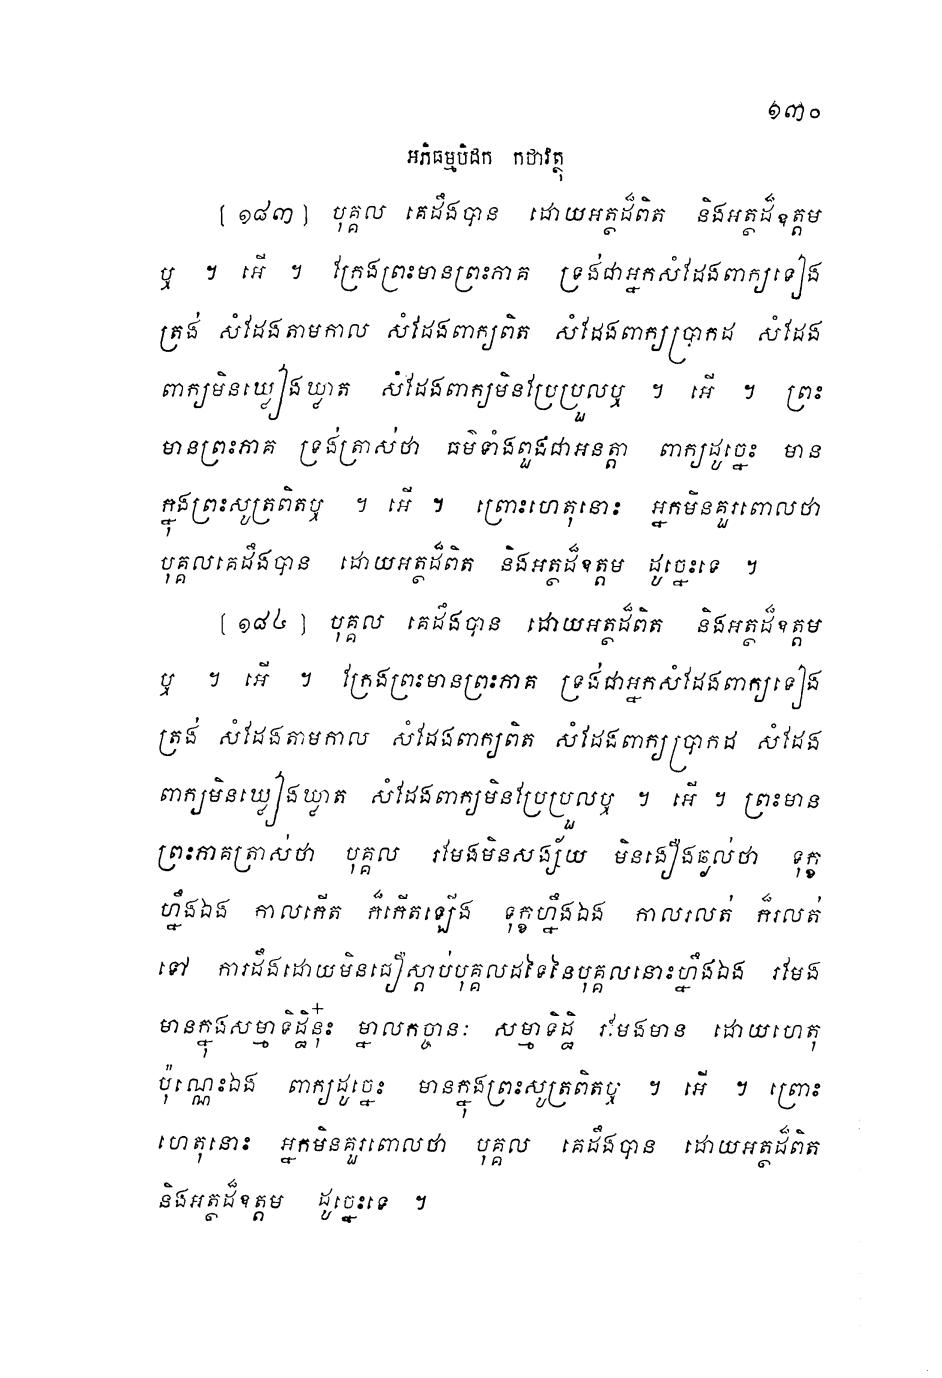 ១៣០
អភិធម្មបិដក កថាវត្ថុ
[ ១៨៣ ] បុគ្គល គេដឹងបាន ដោយអត្ថដ៏ពិត និងអត្ថដ៏ឧត្តម
ឬ ។ អើ ។ ក្រែងព្រះមានព្រះភាគ ទ្រង់ជាអ្នកសំដែងពាក្យទៀង
ត្រង់ សំដែងតាមកាល សំដែងពាក្យពិត សំដែងពាក្យប្រាកដ សំដែង
ពាក្យមិនឃ្លៀងឃ្លាត សំដែងពាក្យមិនប្រែប្រួលឬ ។ អើ ។ ព្រះ
មានព្រះភាគ ទ្រង់ត្រាស់ថា ធម៌ទាំងពួងជាអនត្តា ពាក្យដូច្នេះ មាន
ក្នុងព្រះសូត្រពិតឬ ។ អើ ។ ព្រោះហេតុនោះ អ្នកមិនគួរពោលថា
បុគ្គលគេដឹងបាន ដោយអត្ថដ៏ពិត និងអត្ថដ៏ឧត្តម ដូច្នេះទេ ។
[ ១៨៤ ] បុគ្គល គេដឹងបាន ដោយអត្ថដ៏ពិត និងអត្ថដ៏ឧត្តម
ឬ ។ អើ ។ ក្រែងព្រះមានព្រះភាគ ទ្រង់ជាអ្នកសំដែងពាក្យទៀង
ត្រង់ សំដែងតាមកាល សំដែងពាក្យពិត សំដែងពាក្យប្រាកដ សំដែង
ពាក្យមិនឃ្លៀងឃ្លាត សំដែងពាក្យមិនប្រែប្រួលឬ ។ អើ ។ ព្រះមាន
ព្រះភាគត្រាស់ថា បុគ្គល រមែងមិនសង្ស័យ មិនងឿងឆ្ងល់ថា ទុក្ខ
ហ្នឹងឯង កាលកើត ក៏កើតឡើង ទុក្ខហ្នឹងឯង កាលរលត់ ក៏រលត់
ទៅ ការដឹងដោយមិនជឿស្តាប់បុគ្គលដទៃនៃបុគ្គលនោះហ្នឹងឯង រមែង
មានក្នុងសម្មាទិដ្ឋិនុ៎ះ ម្នាលកច្ចានៈ សម្មាទិដ្ឋិ រមែងមាន ដោយហេតុ
ប៉ុណ្ណេះឯង ពាក្យដូច្នេះ មានក្នុងព្រះសូត្រពិតឬ ។ អើ ។ ព្រោះ
ហេតុនោះ អ្នកមិនគួរពោលថា បុគ្គល គេដឹងបាន ដោយអត្ថដ៏ពិត
និងអត្ថដ៏ឧត្តម ដូច្នេះទេ ។